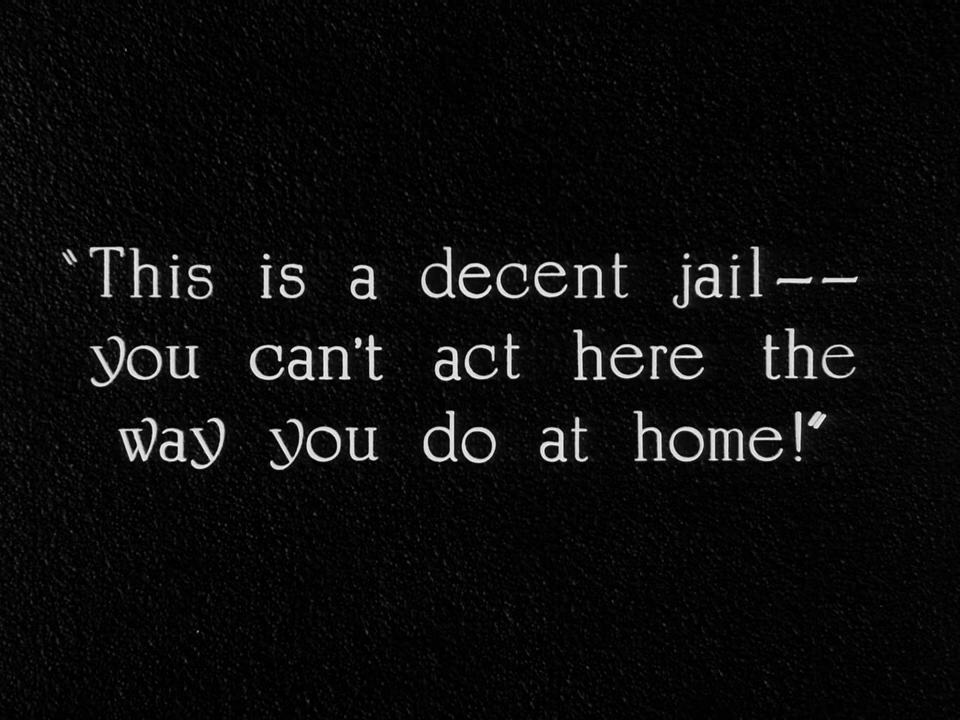 "This is a decent jail--
you can't act here the
way you do at home!"